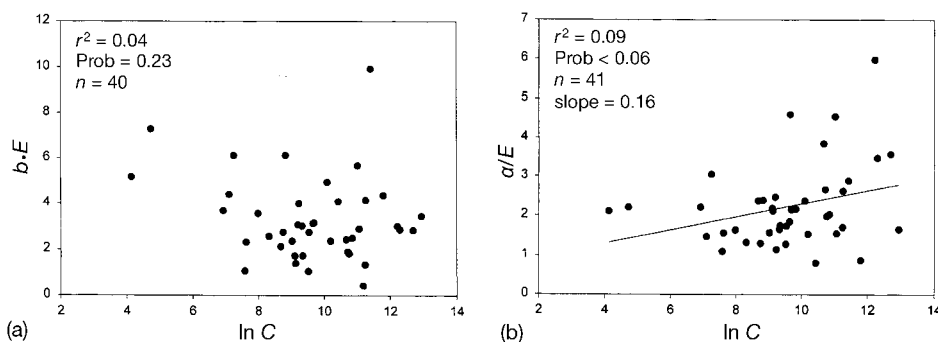 12
10
8
6
4
2
0
b•E
r² = 0.04
Prob = 0.23
n = 40
2 4 6 8 10 12 14
(a) ln C
7
6
5
4
3
2
1
0
α/E
r² = 0.09
Prob < 0.06
n = 41
slope = 0.16
2 4 6 8 10 12 14
(b) ln C